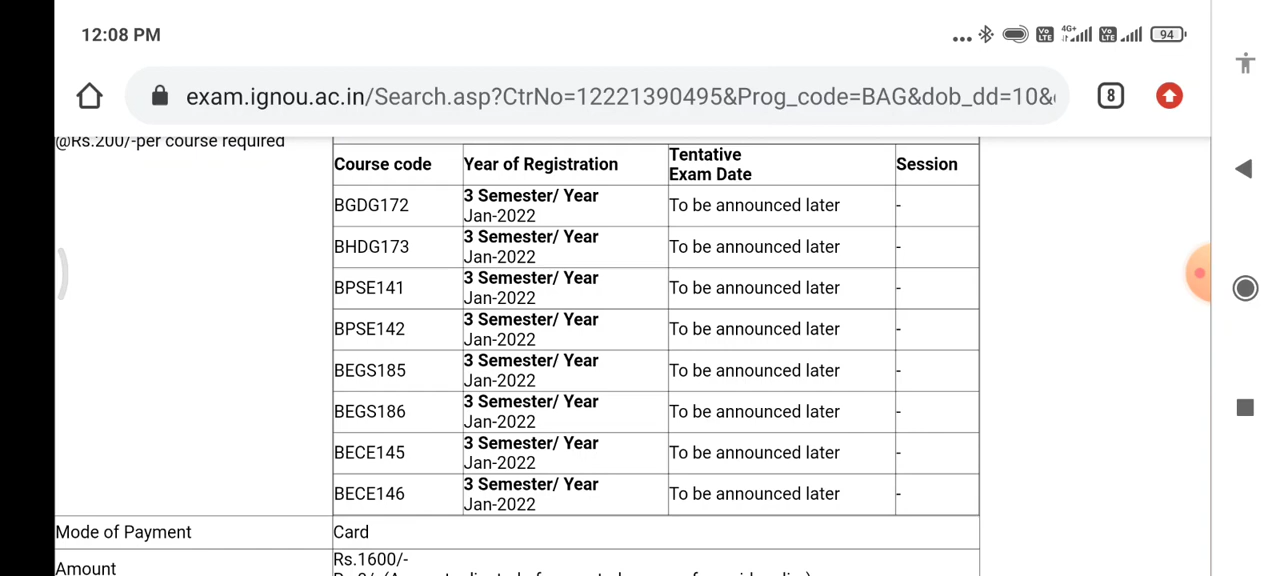 12:08 PM
Vo LTE 4G+ Vo LTE 94
exam.ignou.ac.in/Search.asp?CtrNo=12221390495&Prog_code=BAG&dob_dd=10&
8
@Rs.200/-per course required
Course code Year of Registration Tentative Exam Date Session
BGDG172 3 Semester/ Year Jan-2022 To be announced later -
BHDG173 3 Semester/ Year Jan-2022 To be announced later -
BPSE141 3 Semester/ Year Jan-2022 To be announced later -
BPSE142 3 Semester/ Year Jan-2022 To be announced later -
BEGS185 3 Semester/ Year Jan-2022 To be announced later -
BEGS186 3 Semester/ Year Jan-2022 To be announced later -
BECE145 3 Semester/ Year Jan-2022 To be announced later -
BECE146 3 Semester/ Year Jan-2022 To be announced later -
Mode of Payment Card
Amount Rs.1600/-